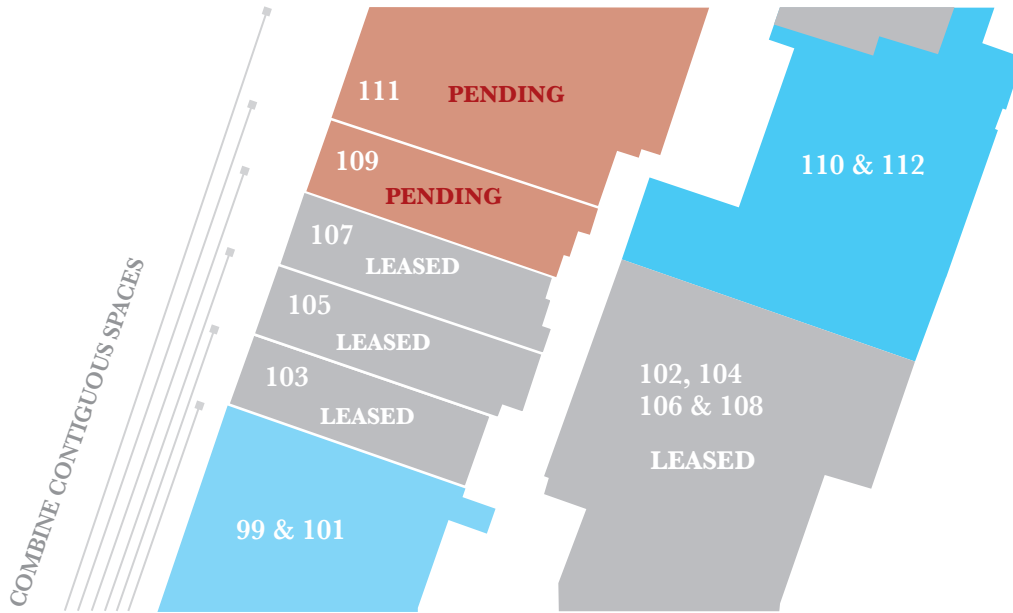 111
PENDING
109
PENDING
107
LEASED
105
LEASED
103
LEASED
99 & 101
COMBINE CONTIGUOUS SPACES
110 & 112
102, 104
106 & 108
LEASED